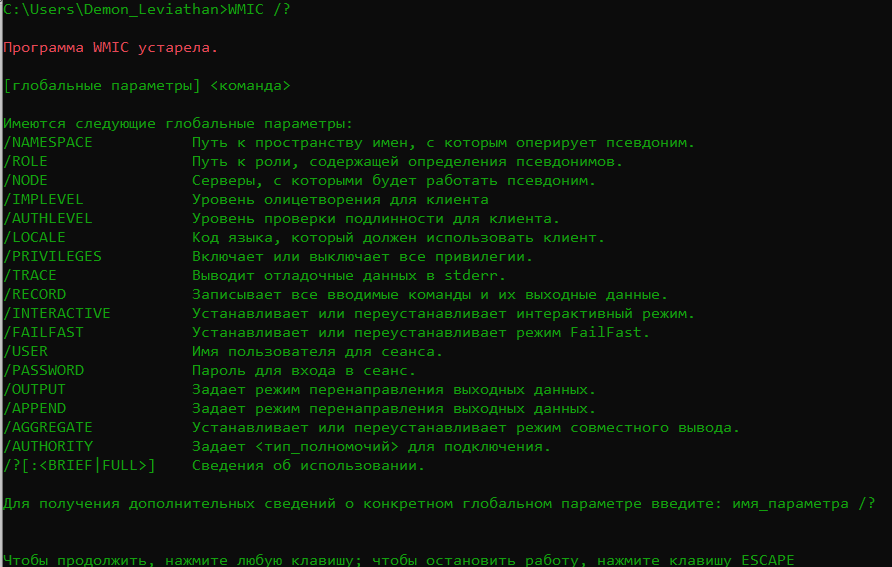 C:\Users\Demon_Leviathan>WMIC /?
Программа WMIC устарела.
[глобальные параметры] <команда>
Имеются следующие глобальные параметры:
/NAMESPACE Путь к пространству имен, с которым оперирует псевдоним.
/ROLE Путь к роли, содержащей определения псевдонимов.
/NODE Серверы, с которыми будет работать псевдоним.
/IMPLEVEL Уровень олицетворения для клиента
/AUTHLEVEL Уровень проверки подлинности для клиента.
/LOCALE Код языка, который должен использовать клиент.
/PRIVILEGES Включает или выключает все привилегии.
/TRACE Выводит отладочные данные в stderr.
/RECORD Записывает все вводимые команды и их выходные данные.
/INTERACTIVE Устанавливает или переустанавливает интерактивный режим.
/FAILFAST Устанавливает или переустанавливает режим FailFast.
/USER Имя пользователя для сеанса.
/PASSWORD Пароль для входа в сеанс.
/OUTPUT Задает режим перенаправления выходных данных.
/APPEND Задает режим перенаправления выходных данных.
/AGGREGATE Устанавливает или переустанавливает режим совместного вывода.
/AUTHORITY Задает <тип_полномочий> для подключения.
/?[:<BRIEF|FULL>] Сведения об использовании.
Для получения дополнительных сведений о конкретном глобальном параметре введите: имя_параметра /?
Чтобы продолжить, нажмите любую клавишу; чтобы остановить работу, нажмите клавишу ESCAPE